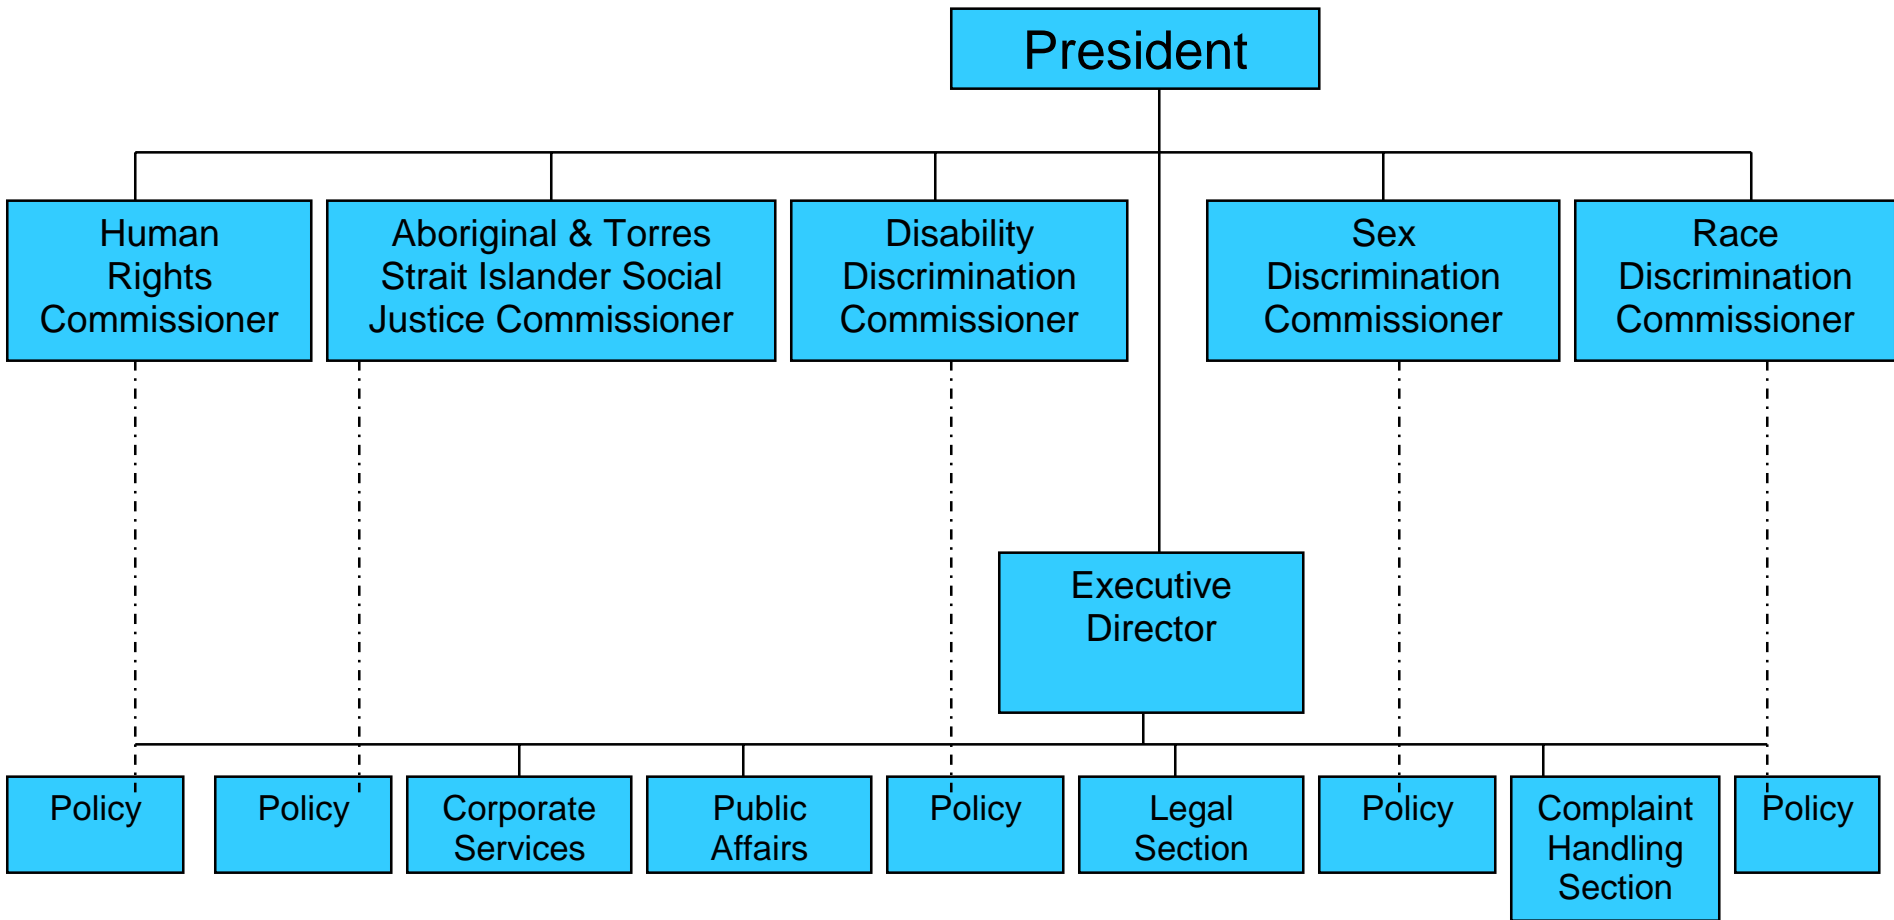 President
Human
Rights
Commissioner
Aboriginal & Torres
Strait Islander Social
Justice Commissioner
Disability
Discrimination
Commissioner
Sex
Discrimination
Commissioner
Race
Discrimination
Commissioner
Executive
Director
Policy
Policy
Corporate
Services
Public
Affairs
Policy
Legal
Section
Policy
Complaint
Handling
Section
Policy